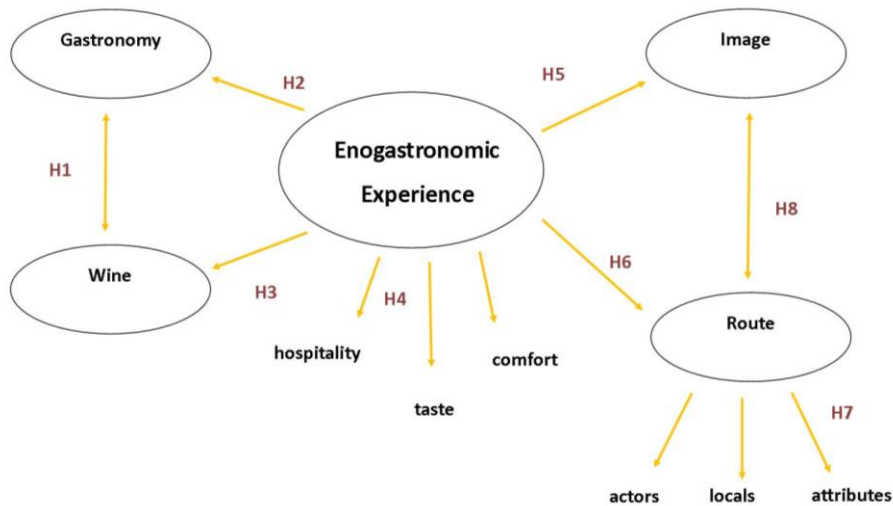 Gastronomy
Image
H2
H5
Enogastronomic
Experience
H1
H8
Wine
H3
H4
H6
Route
hospitality
comfort
taste
H7
actors
locals
attributes